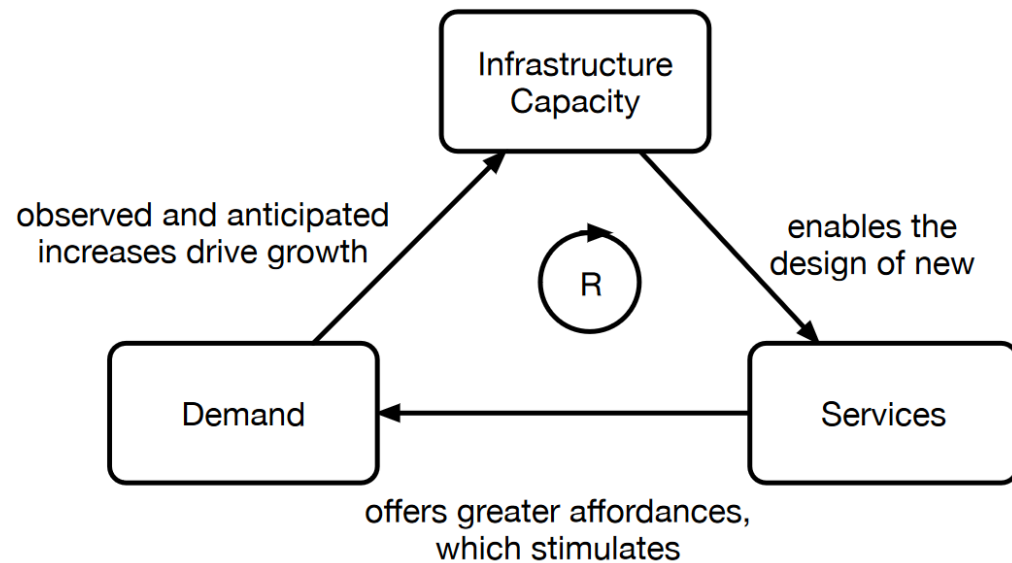 Infrastructure
Capacity
observed and anticipated
increases drive growth
enables the
design of new
R
Demand
Services
offers greater affordances,
which stimulates